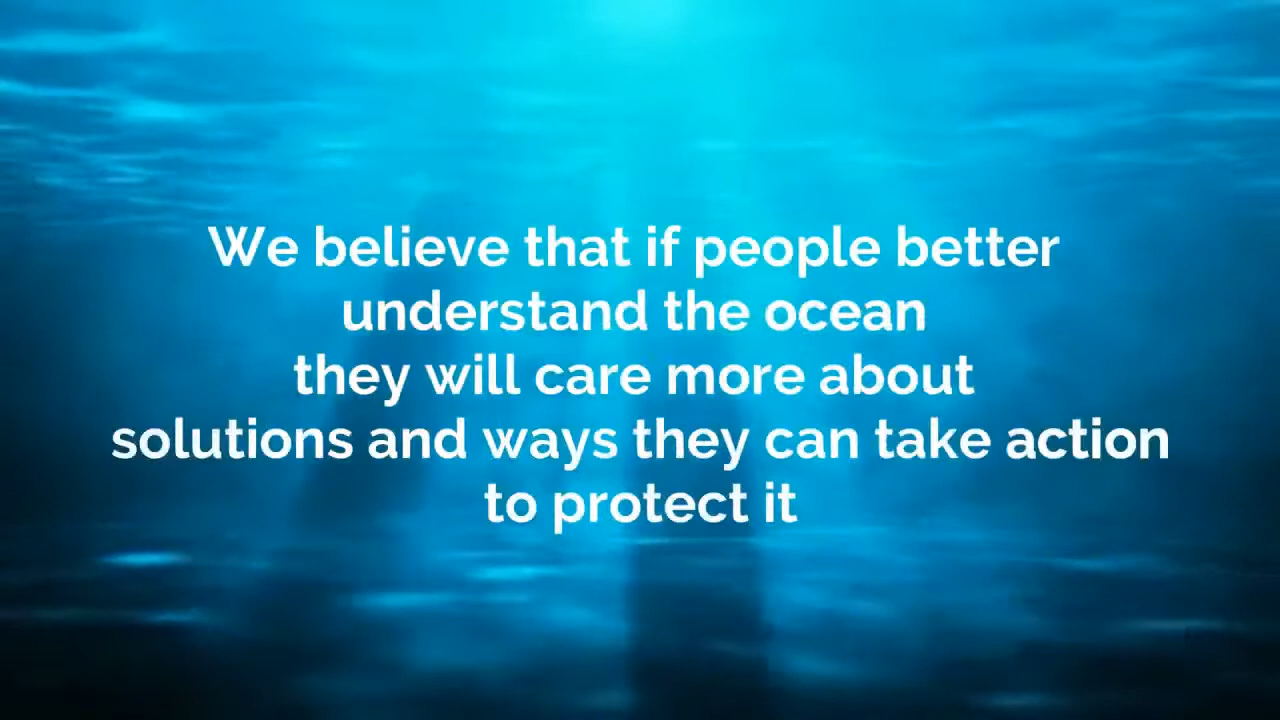 We believe that if people better
understand the ocean
they will care more about
solutions and ways they can take action
to protect it